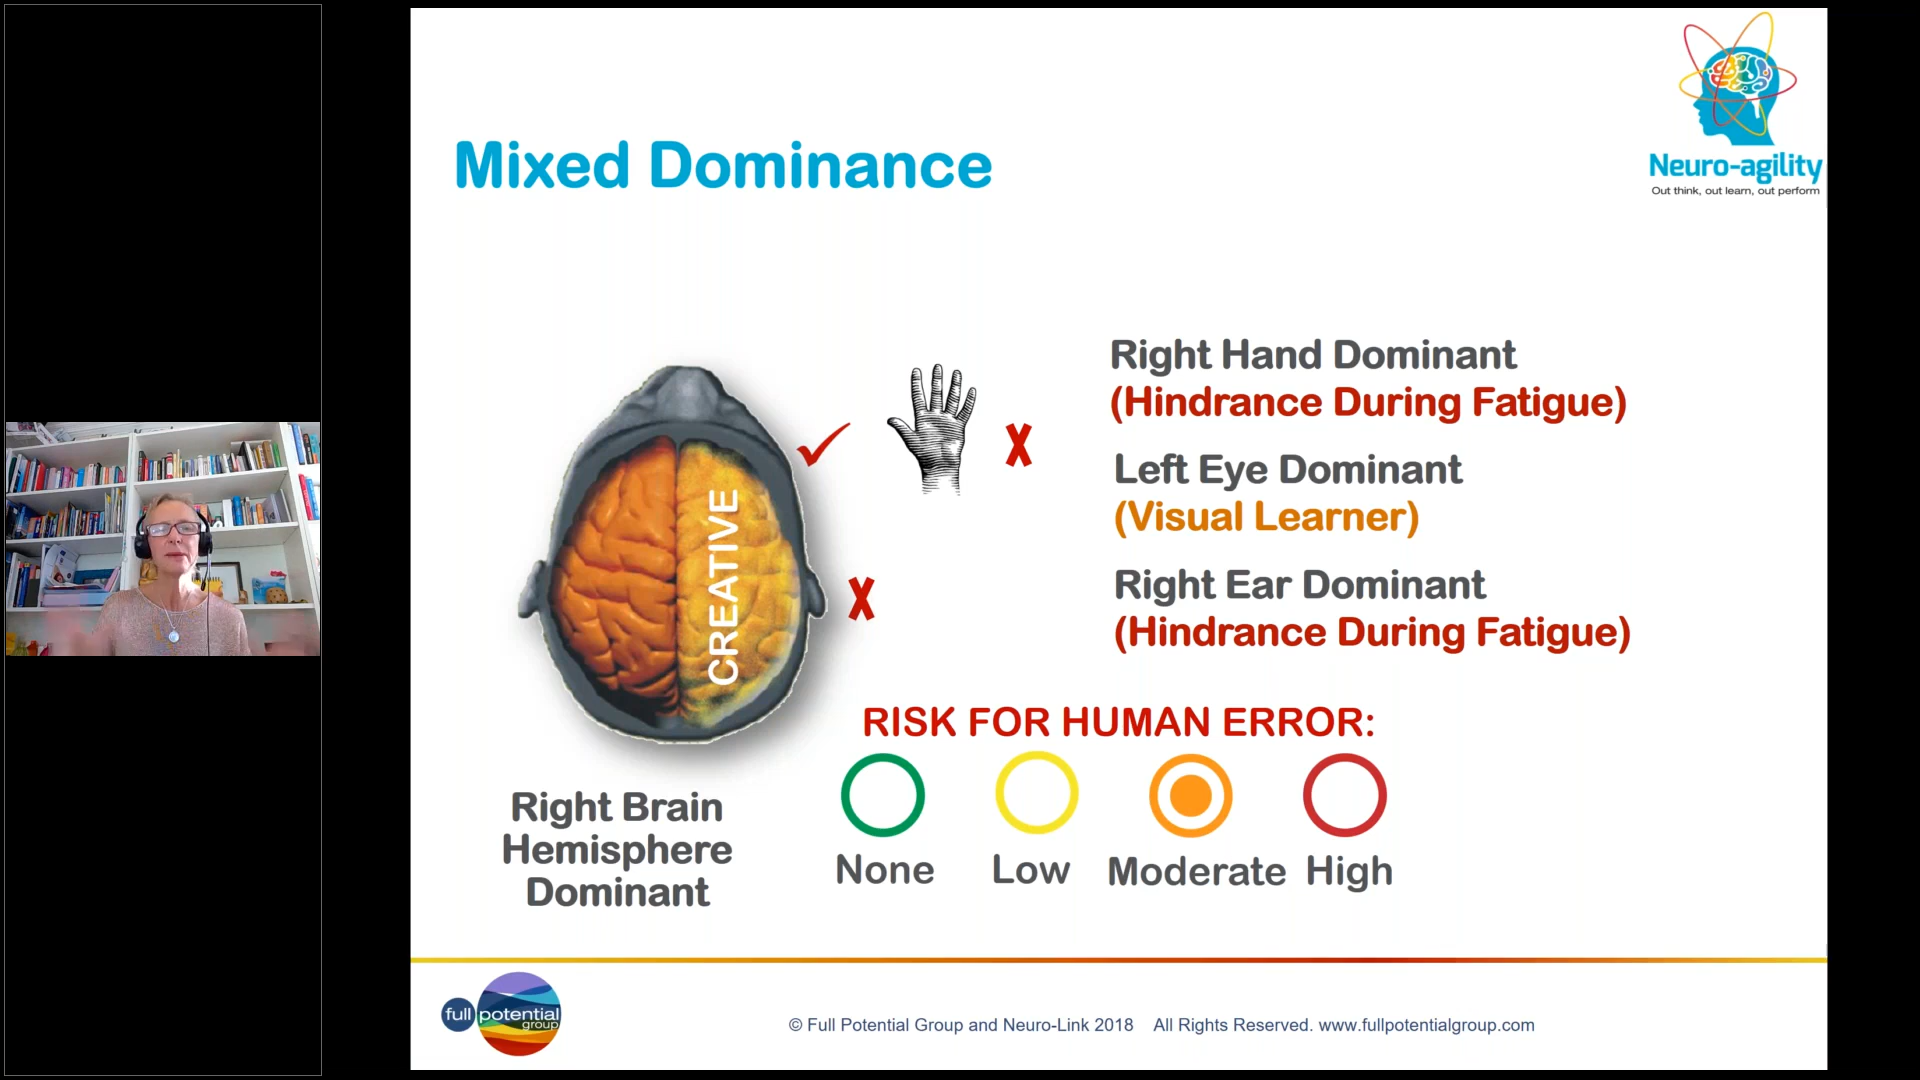 Mixed Dominance
Neuro-agility
Out think, out learn, out perform
CREATIVE
Right Hand Dominant
(Hindrance During Fatigue)
Left Eye Dominant
(Visual Learner)
Right Ear Dominant
(Hindrance During Fatigue)
RISK FOR HUMAN ERROR:
None
Low
Moderate
High
Right Brain
Hemisphere
Dominant
full potential
group
© Full Potential Group and Neuro-Link 2018 All Rights Reserved. www.fullpotentialgroup.com